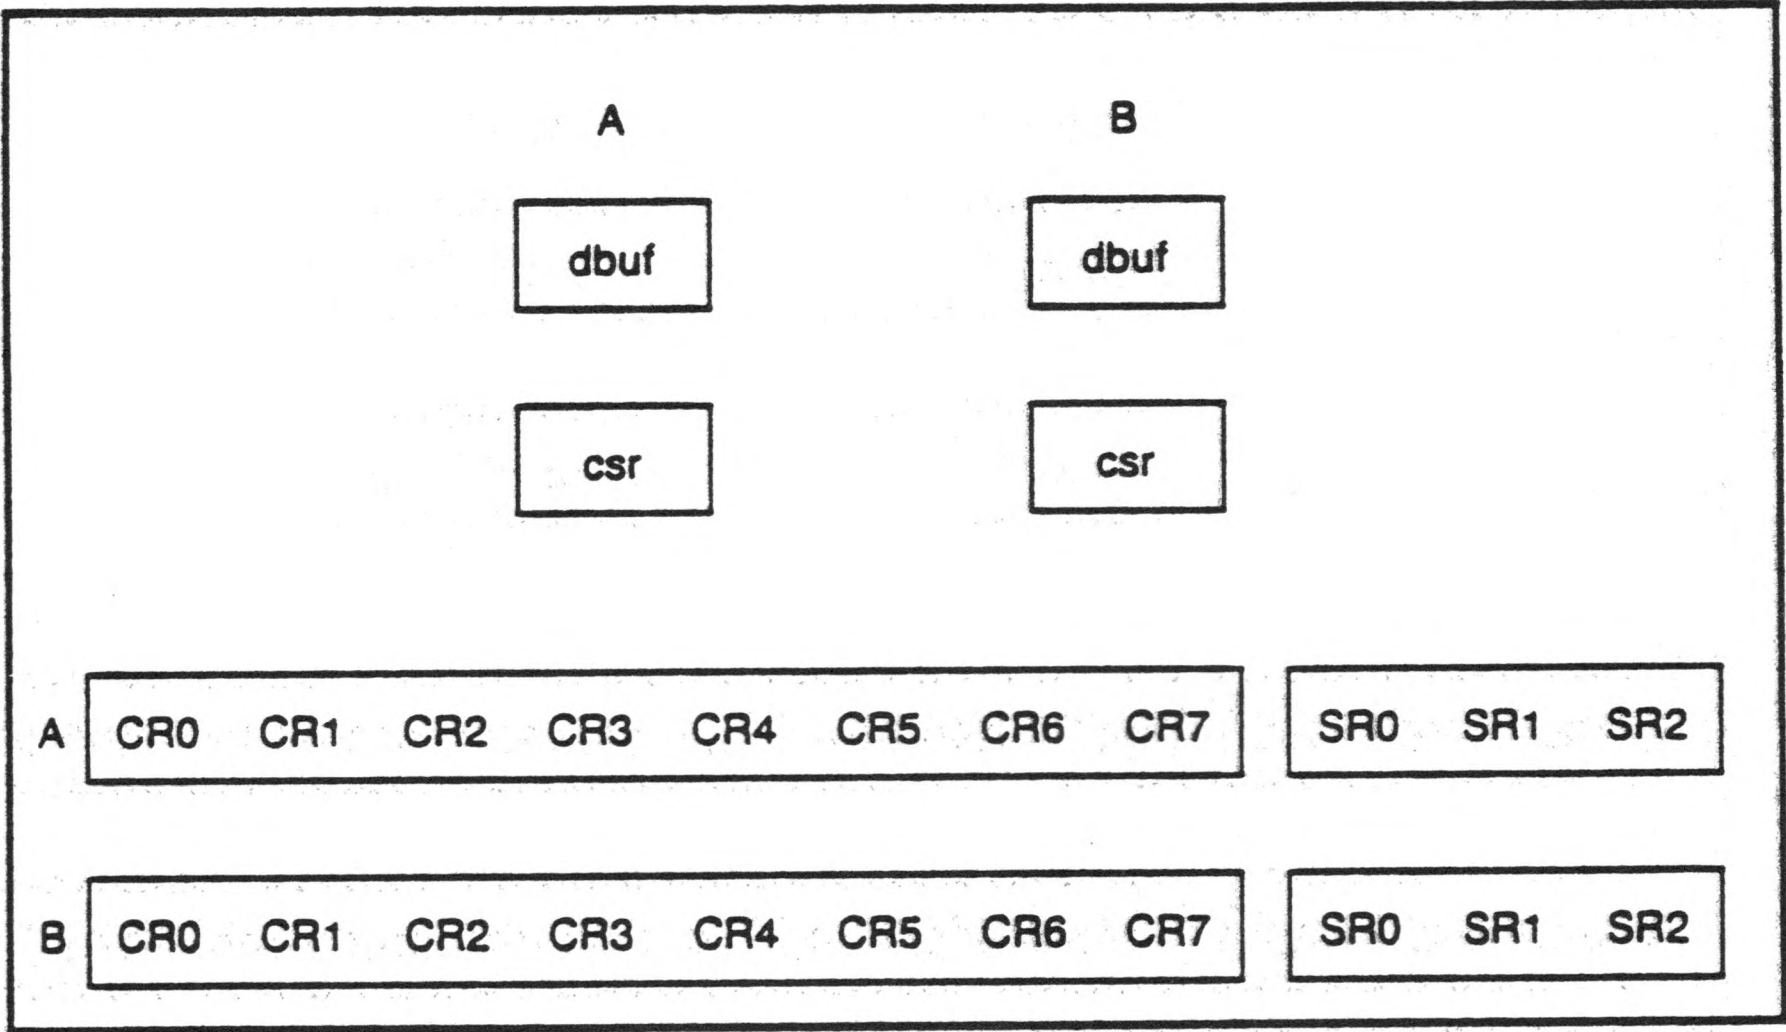 A B
dbuf dbuf
csr csr
A CR0 CR1 CR2 CR3 CR4 CR5 CR6 CR7 SR0 SR1 SR2
B CR0 CR1 CR2 CR3 CR4 CR5 CR6 CR7 SR0 SR1 SR2